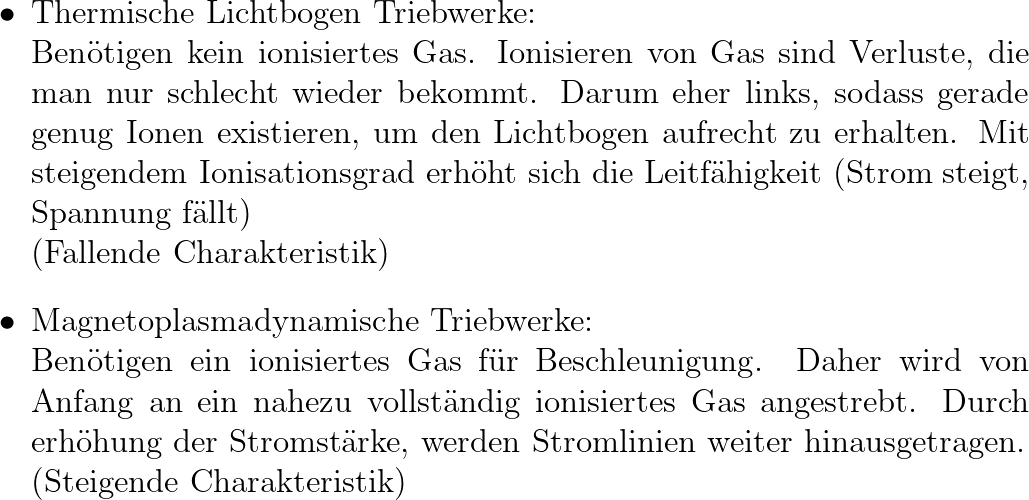 • Thermische Lichtbogen Triebwerke:
Benötigen kein ionisiertes Gas. Ionisieren von Gas sind Verluste, die
man nur schlecht wieder bekommt. Darum eher links, sodass gerade
genug Ionen existieren, um den Lichtbogen aufrecht zu erhalten. Mit
steigendem Ionisationsgrad erhöht sich die Leitfähigkeit (Strom steigt,
Spannung fällt)
(Fallende Charakteristik)
• Magnetoplasmadynamische Triebwerke:
Benötigen ein ionisiertes Gas für Beschleunigung. Daher wird von
Anfang an ein nahezu vollständig ionisiertes Gas angestrebt. Durch
erhöhung der Stromstärke, werden Stromlinien weiter hinausgetragen.
(Steigende Charakteristik)